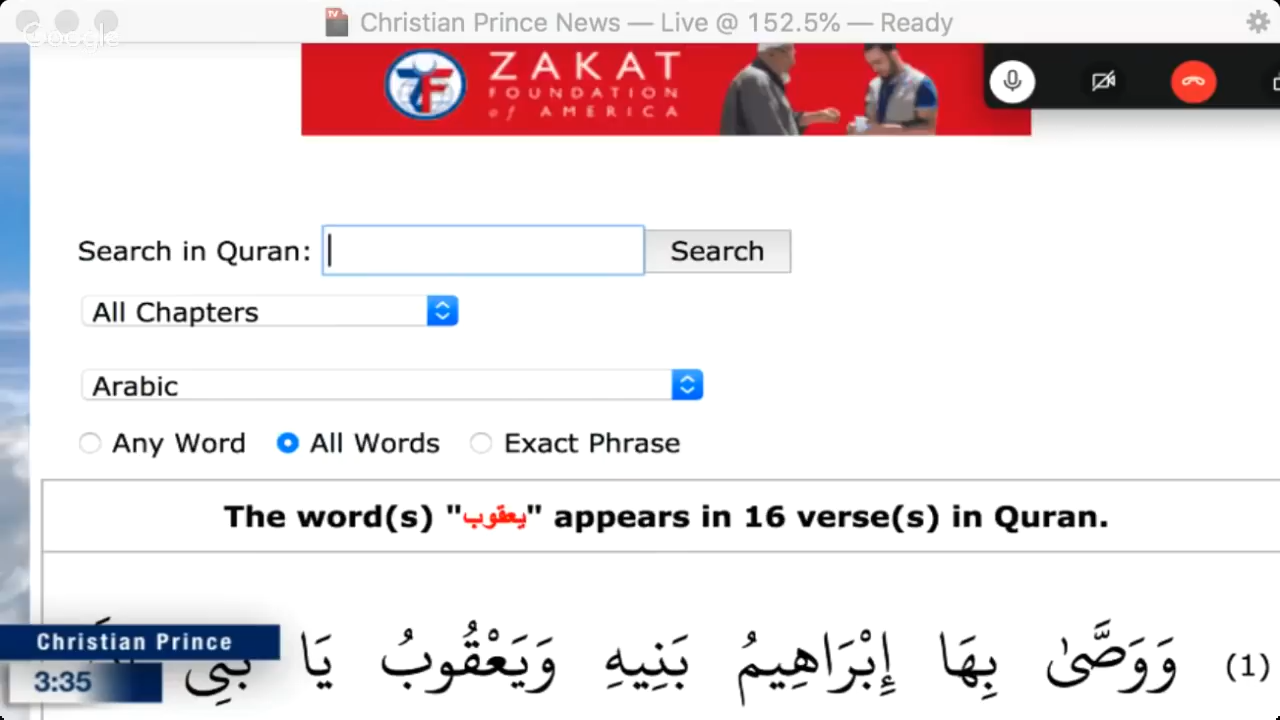 Christian Prince News — Live @ 152.5% — Ready
Google
ZAKAT
FOUNDATION
of AMERICA
Search in Quran:
Search
All Chapters
Arabic
Any Word
All Words
Exact Phrase
The word(s) "يعقوب" appears in 16 verse(s) in Quran.
(1) وَوَصَّىٰ بِهَا إِبْرَاهِيمُ بَنِيهِ وَيَعْقُوبُ يَا بَنِي
Christian Prince
3:35